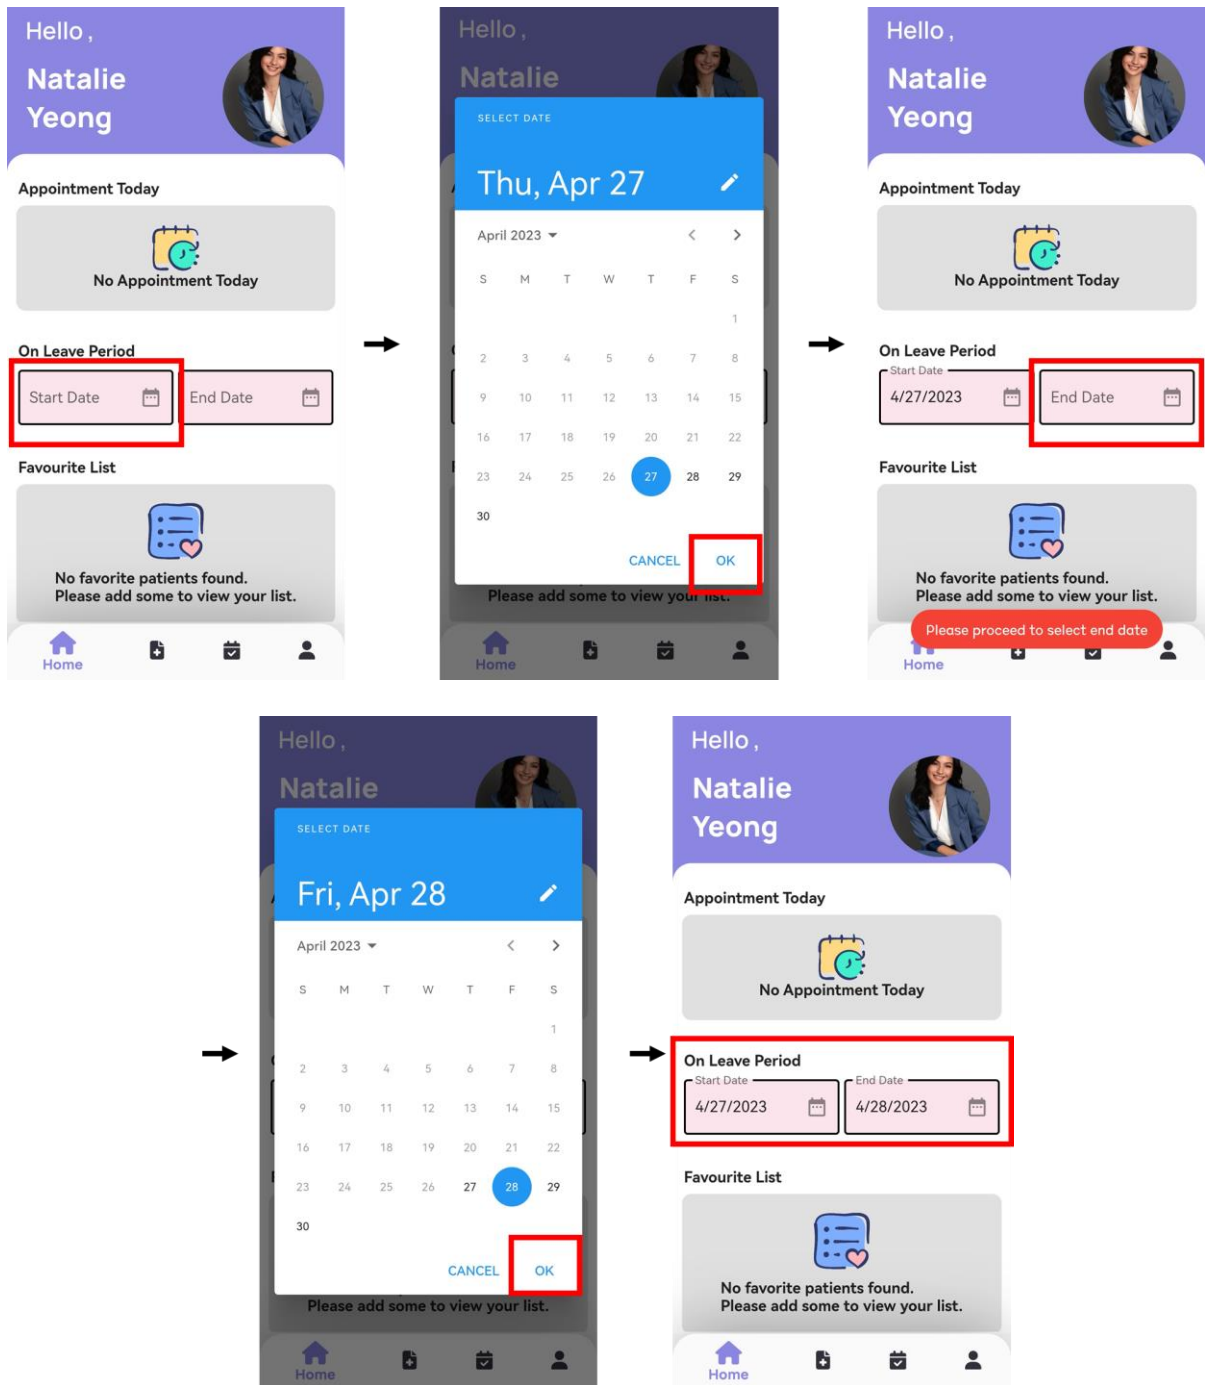 Hello ,
Natalie
Yeong
Appointment Today
No Appointment Today
On Leave Period
Start Date
End Date
Favourite List
No favorite patients found.
Please add some to view your list.
Home
Hello ,
Natalie
SELECT DATE
Thu, Apr 27
April 2023
S M T W T F S
1
2 3 4 5 6 7 8
9 10 11 12 13 14 15
16 17 18 19 20 21 22
23 24 25 26 27 28 29
30
CANCEL OK
Please add some to view your list.
Home
Hello ,
Natalie
Yeong
Appointment Today
No Appointment Today
On Leave Period
Start Date
4/27/2023
End Date
Favourite List
No favorite patients found.
Please add some to view your list.
Please proceed to select end date
Home
Hello ,
Natalie
SELECT DATE
Fri, Apr 28
April 2023
S M T W T F S
1
2 3 4 5 6 7 8
9 10 11 12 13 14 15
16 17 18 19 20 21 22
23 24 25 26 27 28 29
30
CANCEL OK
Please add some to view your list.
Home
Hello ,
Natalie
Yeong
Appointment Today
No Appointment Today
On Leave Period
Start Date
4/27/2023
End Date
4/28/2023
Favourite List
No favorite patients found.
Please add some to view your list.
Home